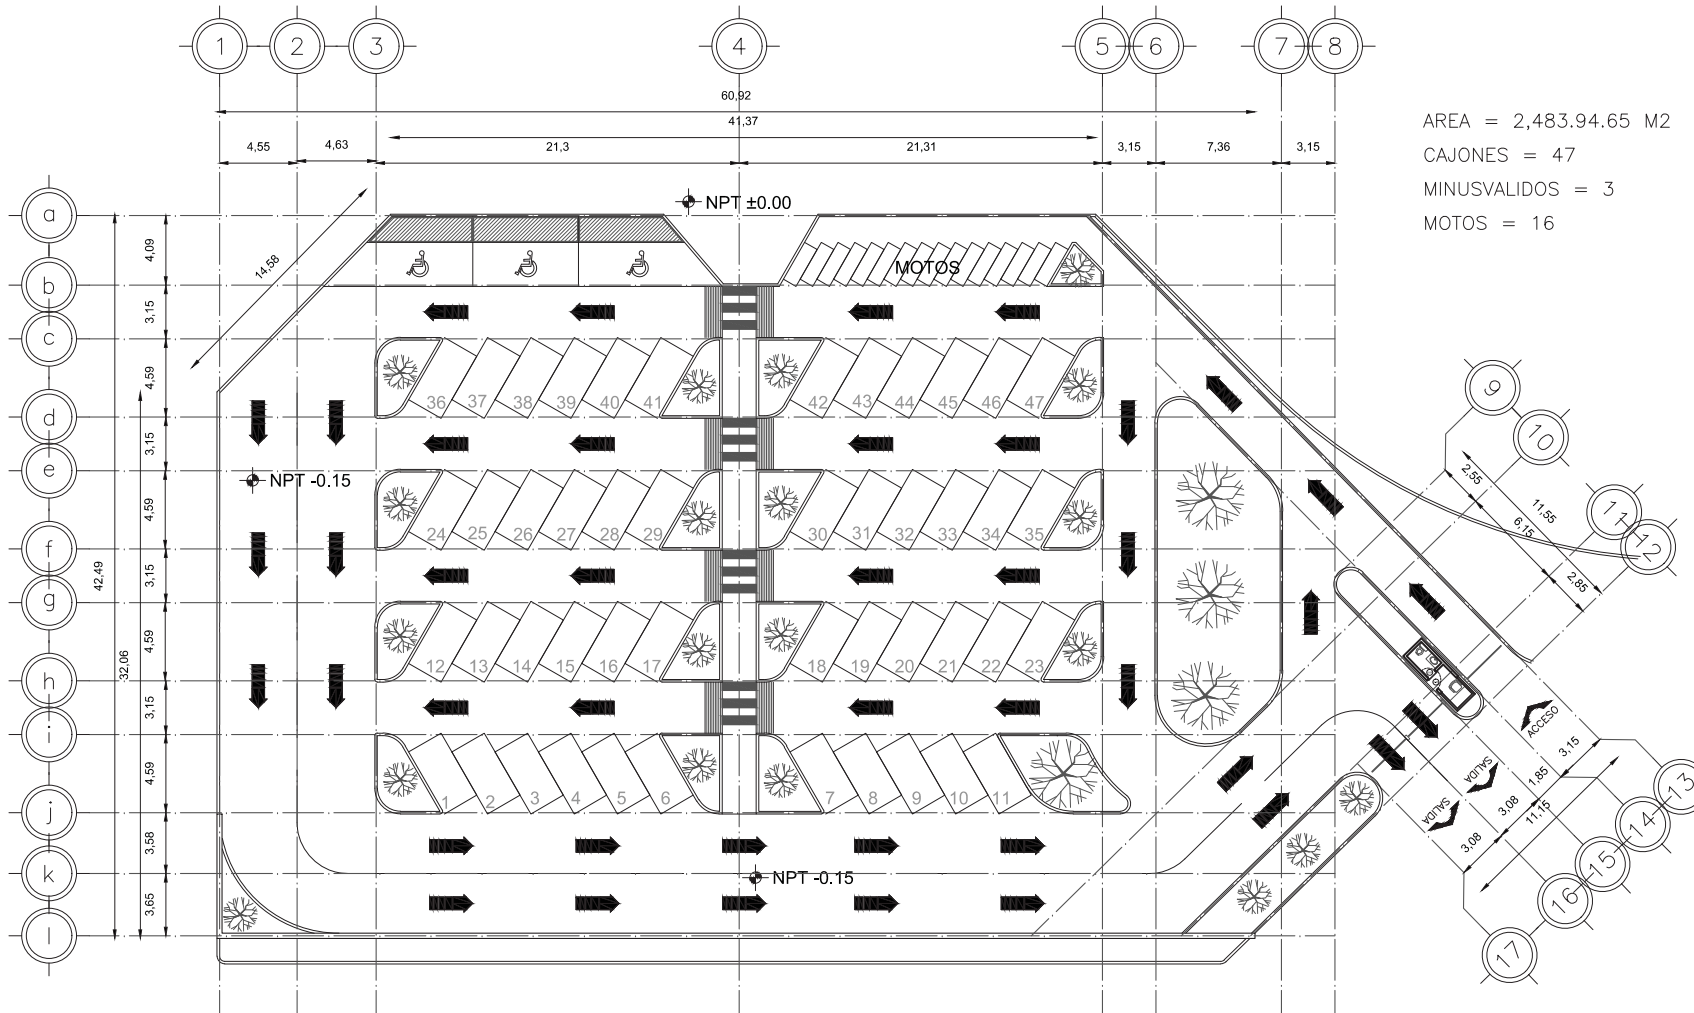 1 2 3 4 5 6 7 8
60,92
41,37
4,55 4,63 21,3 21,31 3,15 7,36 3,15
AREA = 2,483.94.65 M2
CAJONES = 47
MINUSVALIDOS = 3
MOTOS = 16
a
b
c
d
e
f
g
h
i
j
k
l
42,49
32,06
4,09
3,15
4,59
3,15
4,59
3,15
4,59
3,15
4,59
3,58
3,65
14,58
NPT ±0.00
MOTOS
36 37 38 39 40 41 42 43 44 45 46 47
NPT -0.15
24 25 26 27 28 29 30 31 32 33 34 35
12 13 14 15 16 17 18 19 20 21 22 23
1 2 3 4 5 6 7 8 9 10 11
NPT -0.15
9
10
11
12
2,55
11,55
6,15
2,85
ACCESO
SALIDA
SALIDA
3,15
1,85
3,08
11,15
3,08
13
14
15
16
17